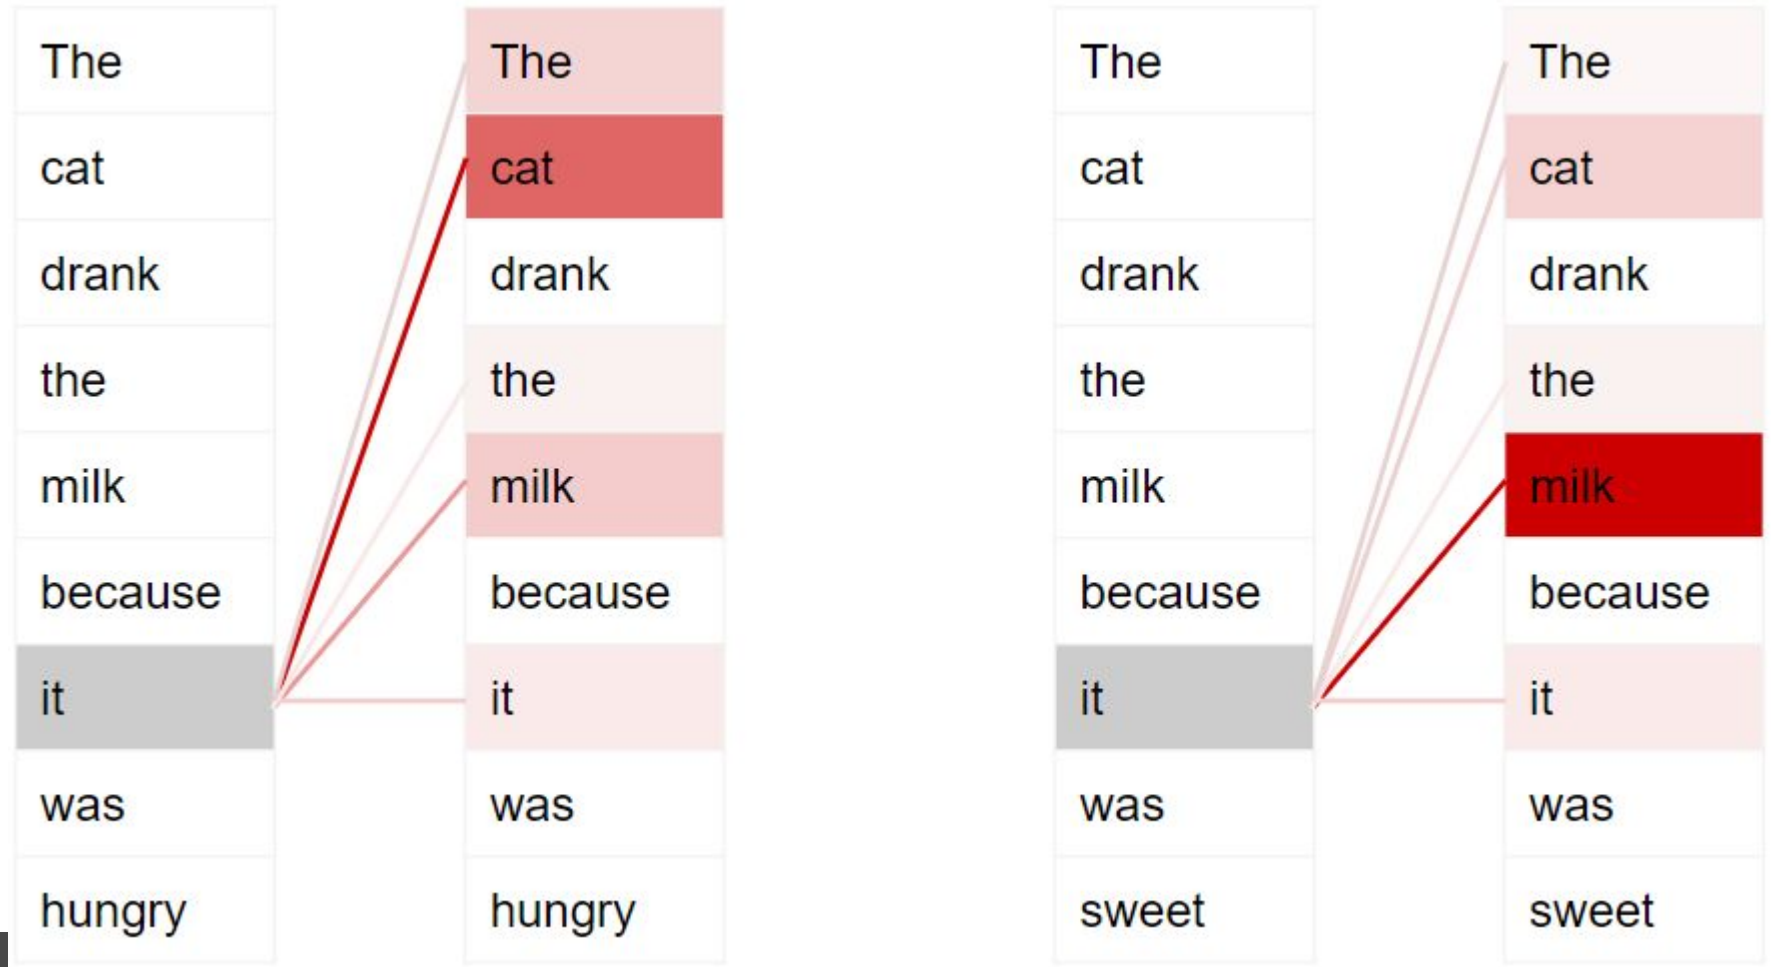 The The
cat cat
drank drank
the the
milk milk
because because
it it
was was
hungry hungry
The The
cat cat
drank drank
the the
milk milk
because because
it it
was was
sweet sweet